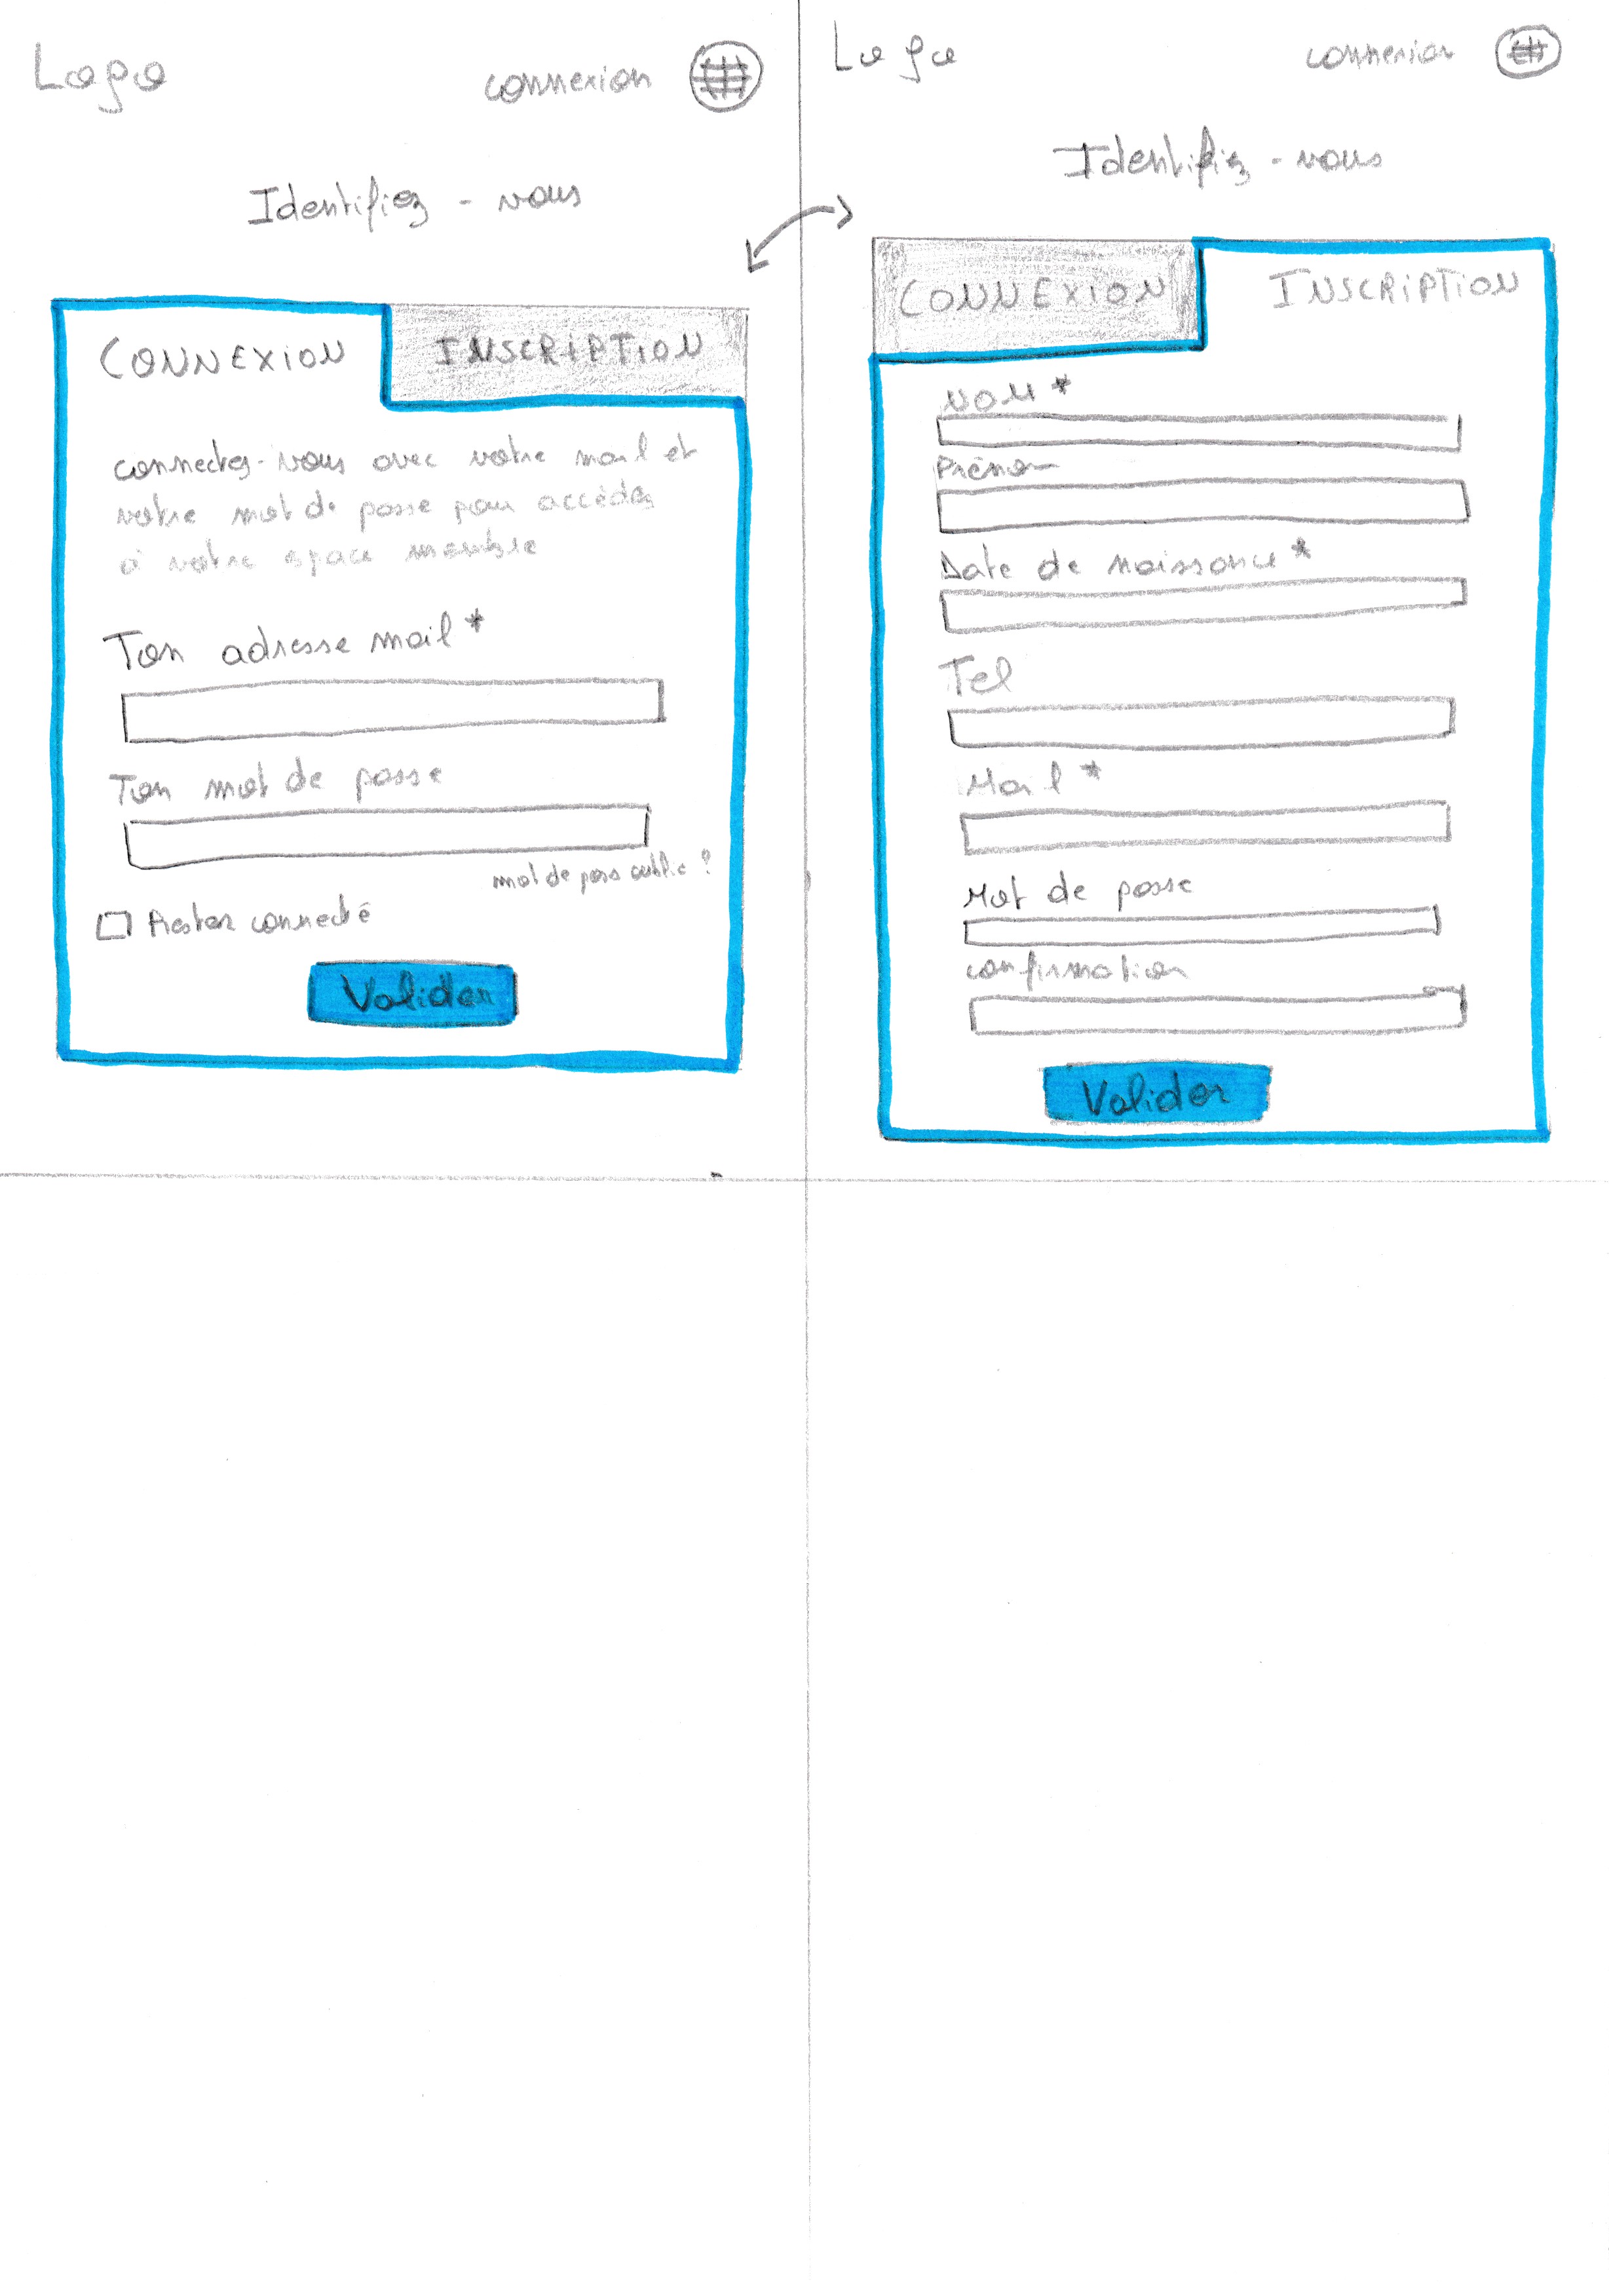 Logo
connexion
Identifiez - vous
CONNEXION
INSCRIPTION
connectez-vous avec votre mail et
votre mot de passe pour accédez
à votre espace membre
Ton adresse mail *
Ton mot de passe
mot de pass oublié ?
Rester connecté
Valider
Logo
connexion
Identifiez - vous
CONNEXION
INSCRIPTION
NOM *
Prénom
Date de naissance *
Tel
Mail *
Mot de passe
confirmation
Valider